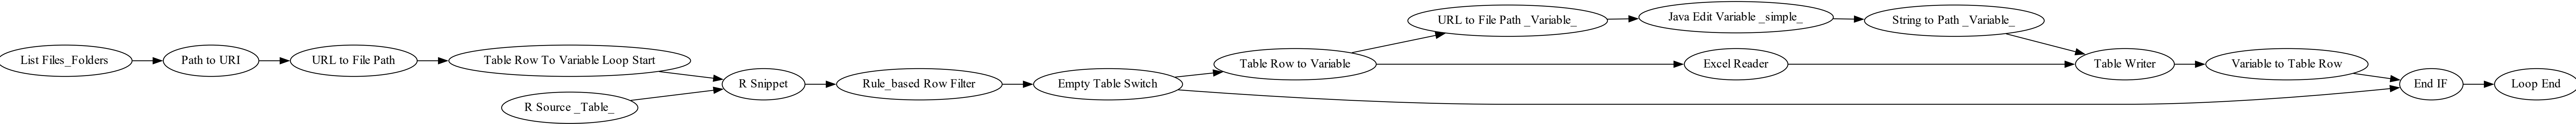 List Files_Folders
Path to URI
URL to File Path
Table Row To Variable Loop Start
R Source _Table_
R Snippet
Rule_based Row Filter
Empty Table Switch
Table Row to Variable
URL to File Path _Variable_
Java Edit Variable _simple_
String to Path _Variable_
Excel Reader
Table Writer
Variable to Table Row
End IF
Loop End